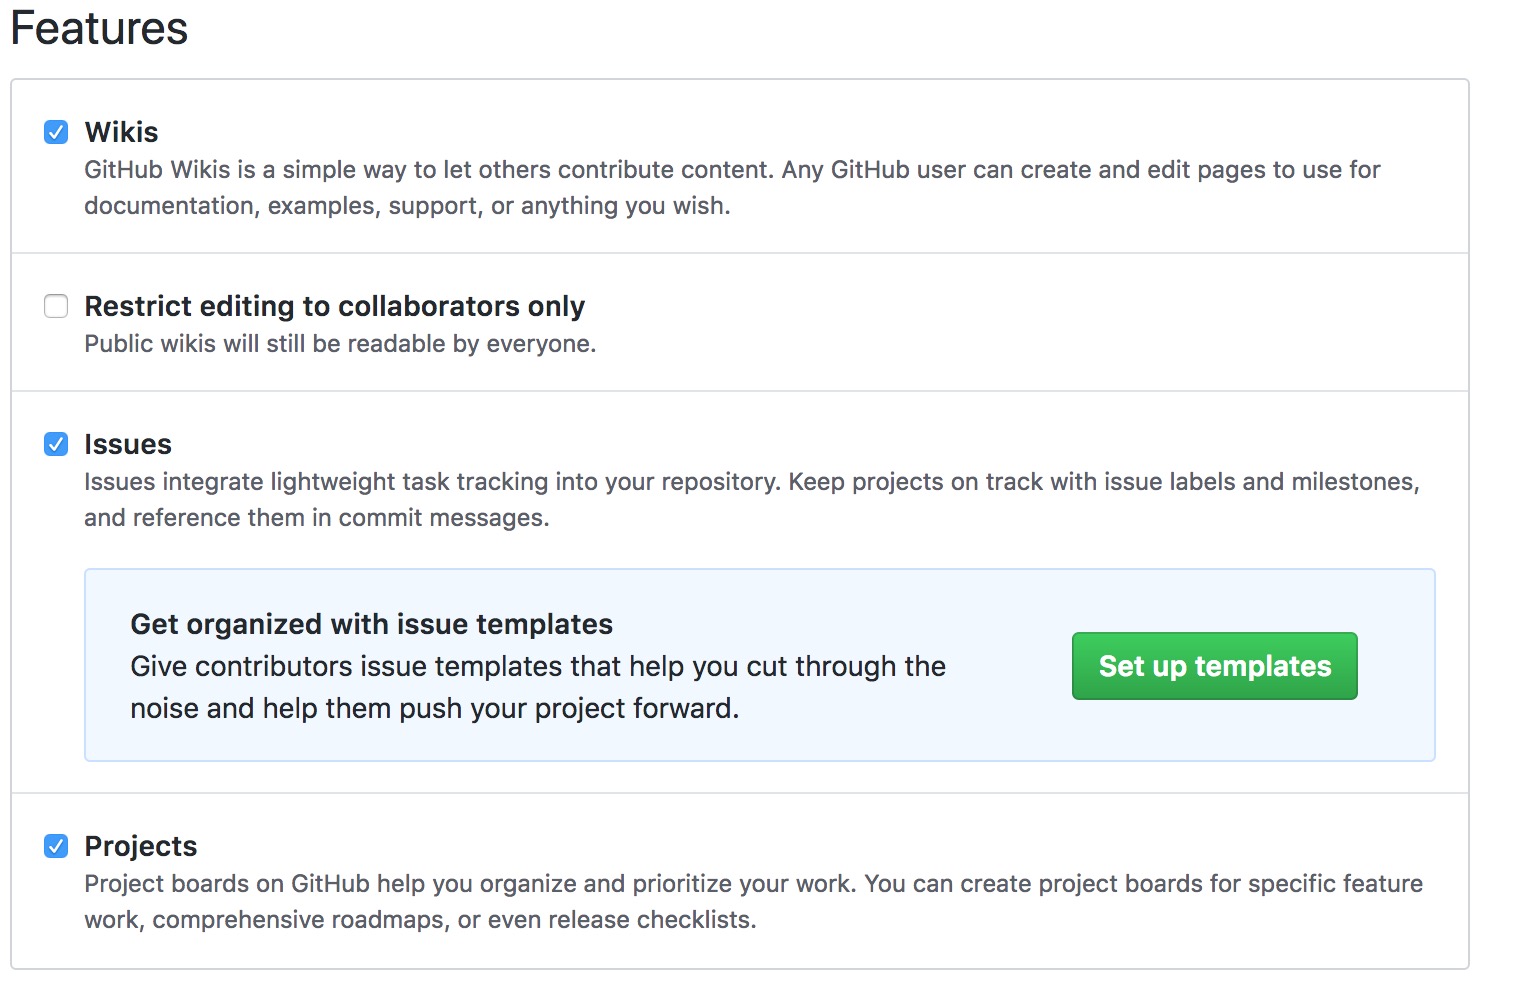 Features
Wikis
GitHub Wikis is a simple way to let others contribute content. Any GitHub user can create and edit pages to use for
documentation, examples, support, or anything you wish.
Restrict editing to collaborators only
Public wikis will still be readable by everyone.
Issues
Issues integrate lightweight task tracking into your repository. Keep projects on track with issue labels and milestones,
and reference them in commit messages.
Get organized with issue templates
Give contributors issue templates that help you cut through the
noise and help them push your project forward.
Set up templates
Projects
Project boards on GitHub help you organize and prioritize your work. You can create project boards for specific feature
work, comprehensive roadmaps, or even release checklists.